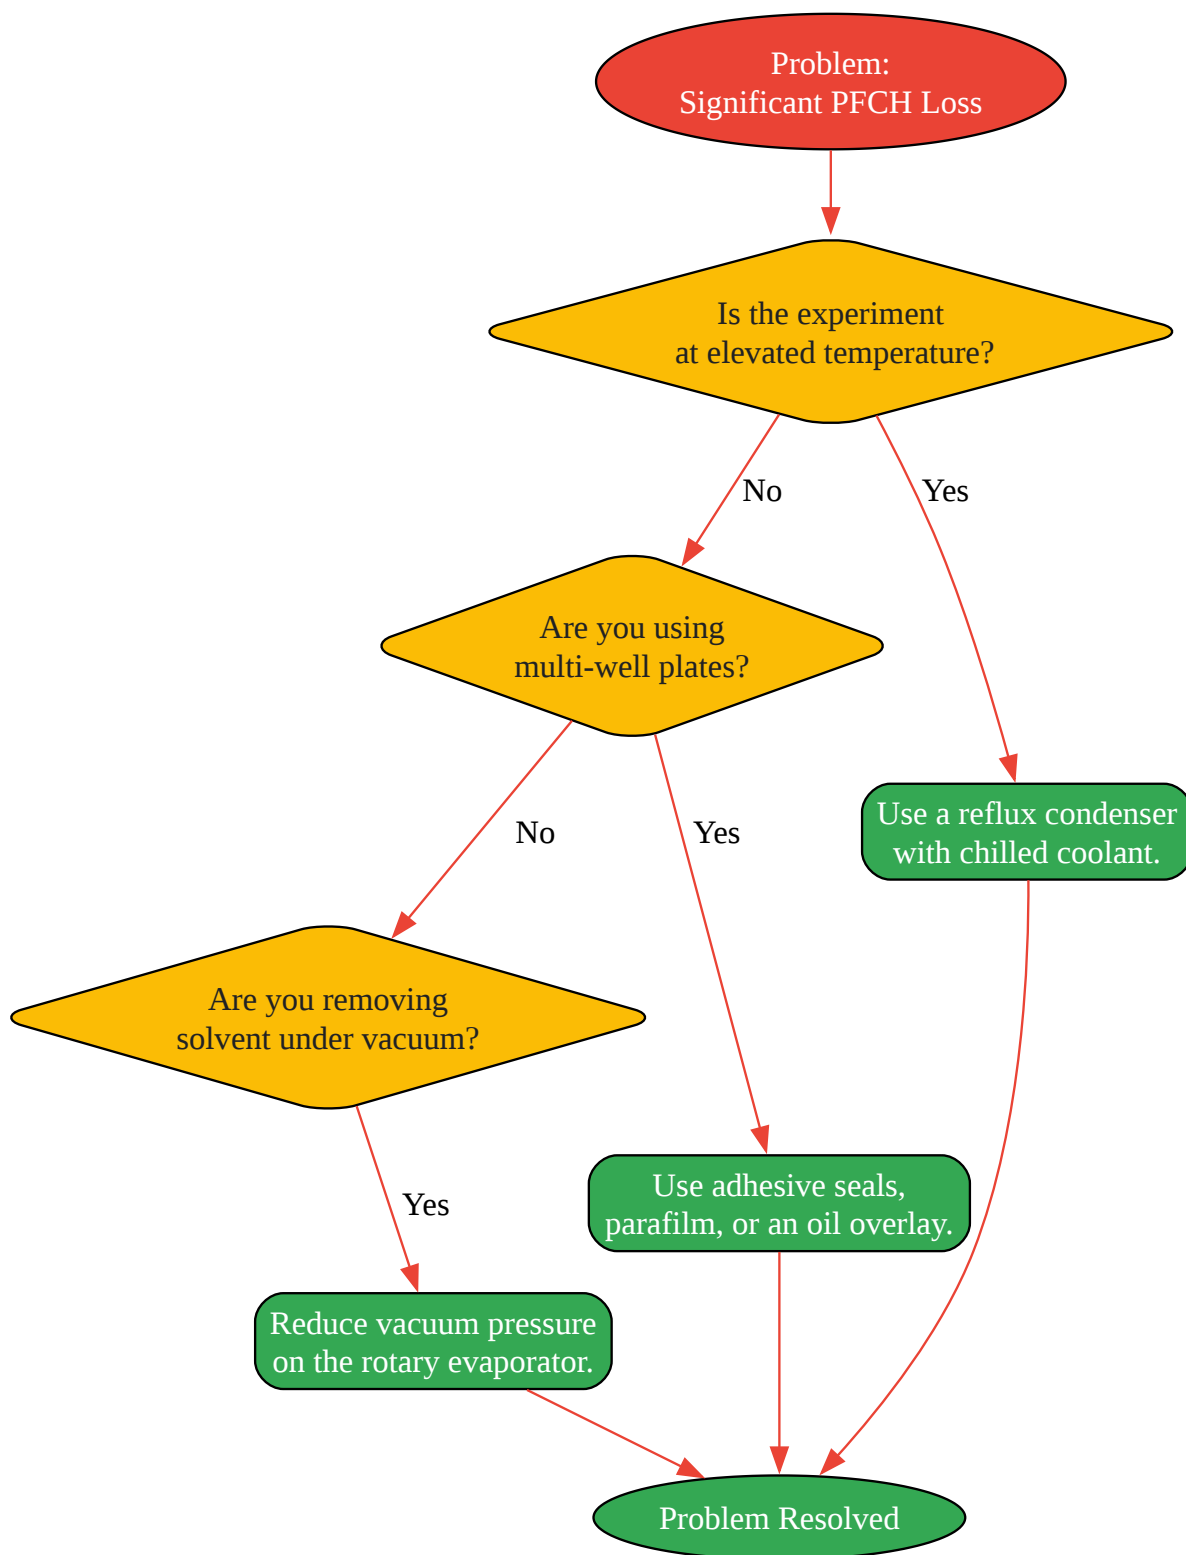 Problem:
Significant PFCH Loss
Is the experiment
at elevated temperature?
No
Yes
Are you using
multi-well plates?
No
Yes
Use a reflux condenser
with chilled coolant.
Are you removing
solvent under vacuum?
Yes
Use adhesive seals,
parafilm, or an oil overlay.
Reduce vacuum pressure
on the rotary evaporator.
Problem Resolved